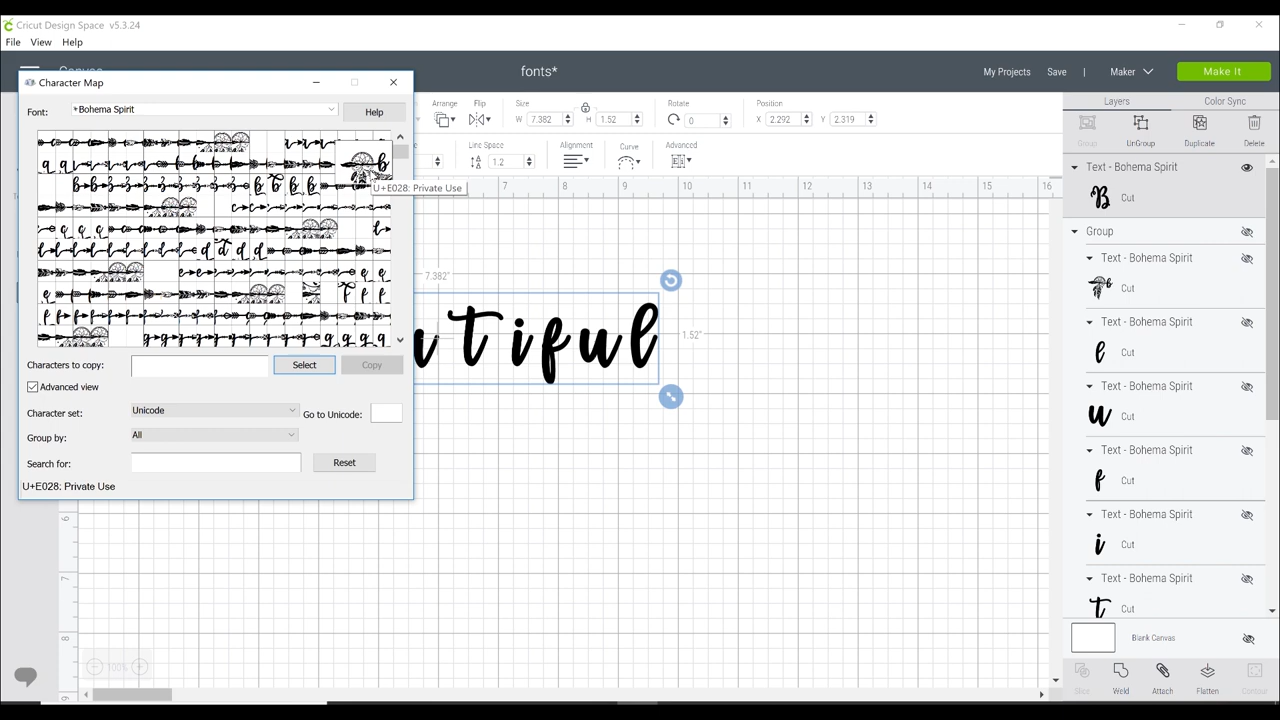 Cricut Design Space v5.3.24
File View Help
fonts*
My Projects Save | Maker Make It
Character Map
Font: Bohema Spirit Help
U+E028: Private Use
Characters to copy: Select Copy
Advanced view
Character set: Unicode Go to Unicode:
Group by: All
Search for: Reset
U+E028: Private Use
Arrange Flip Size W 7.382 H 1.52 Rotate 0 Position X 2.292 Y 2.319
Line Space 1.2 Alignment Curve Advanced
7 8 9 10 11 12 13 14 15 16
7.382"
1.52"
utiful
6
7
8
9
100%
Layers Color Sync
Group UnGroup Duplicate Delete
Text - Bohema Spirit
B Cut
Group
Text - Bohema Spirit
Cut
Text - Bohema Spirit
l Cut
Text - Bohema Spirit
u Cut
Text - Bohema Spirit
f Cut
Text - Bohema Spirit
i Cut
Text - Bohema Spirit
t Cut
Blank Canvas
Slice Weld Attach Flatten Contour